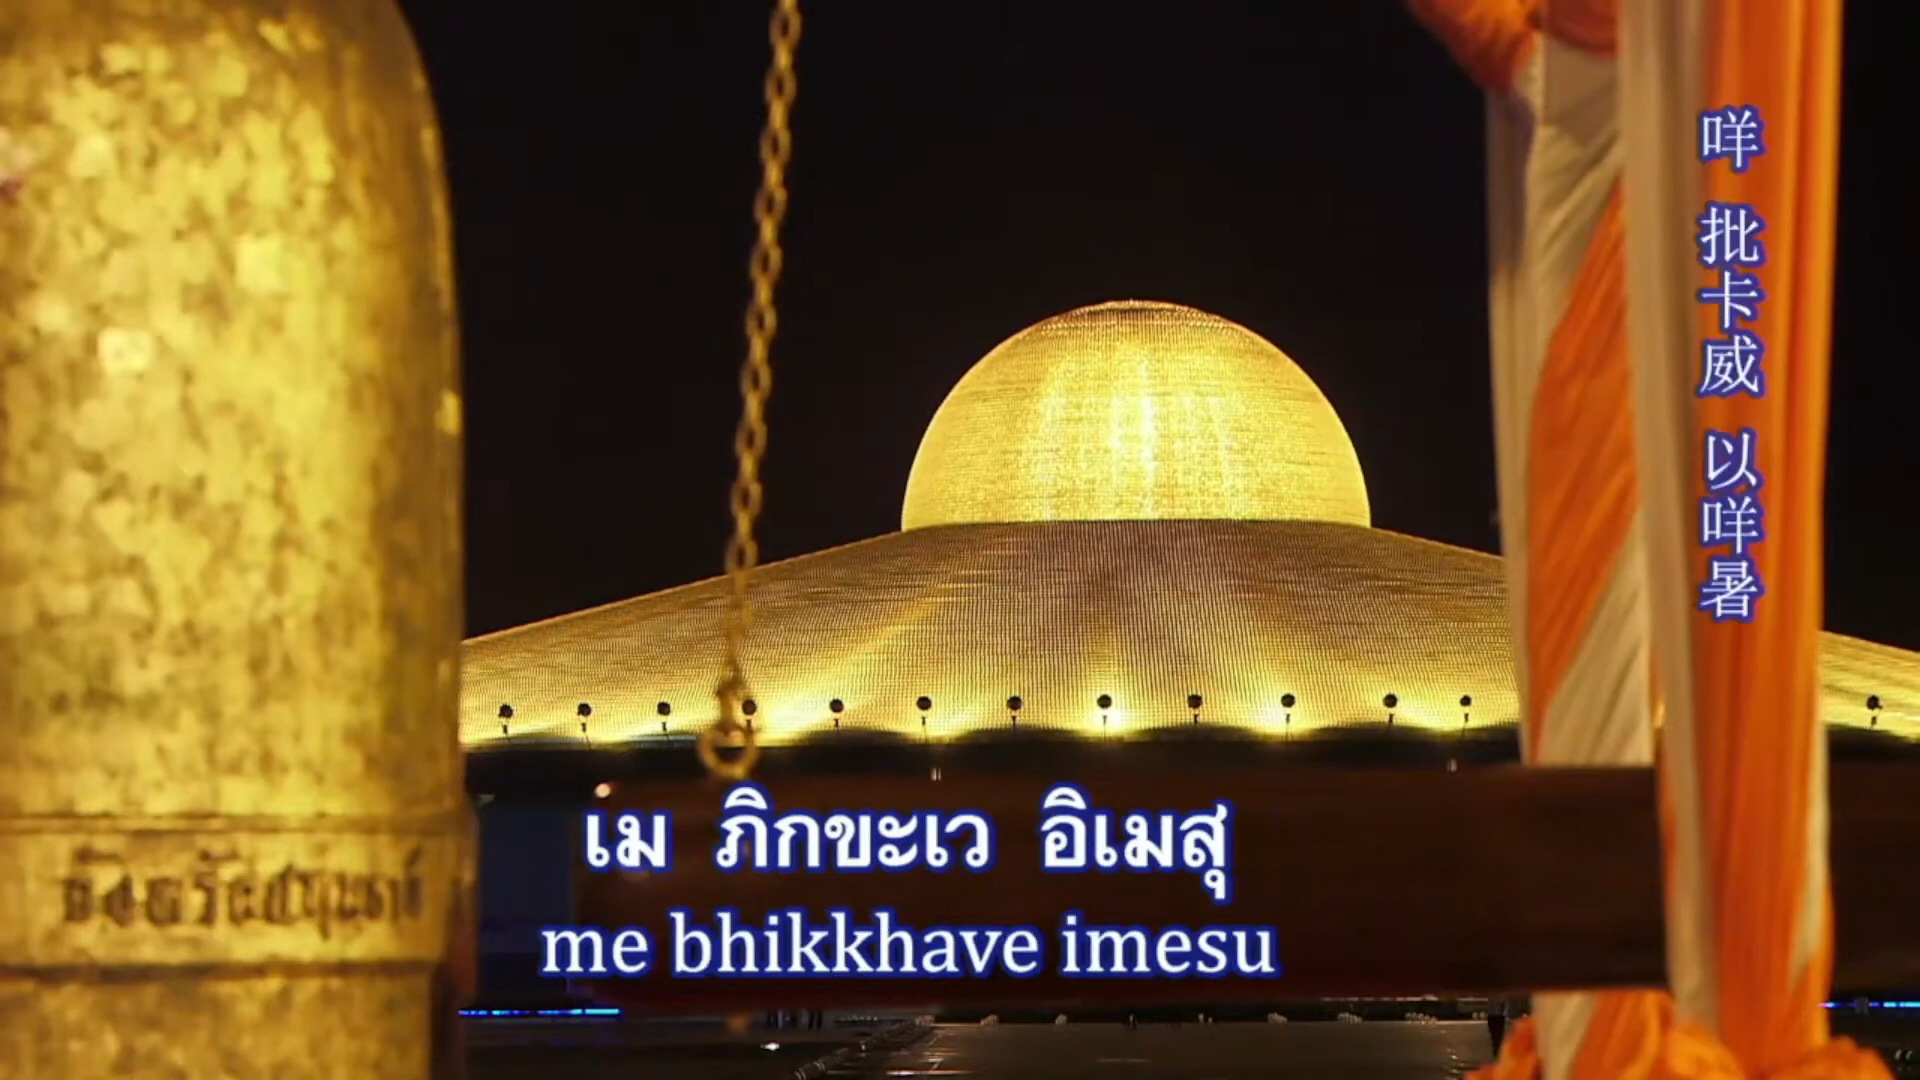 咩 批卡威 以咩暑
เม ภิกขะเว อิเมสุ
me bhikkhave imesu